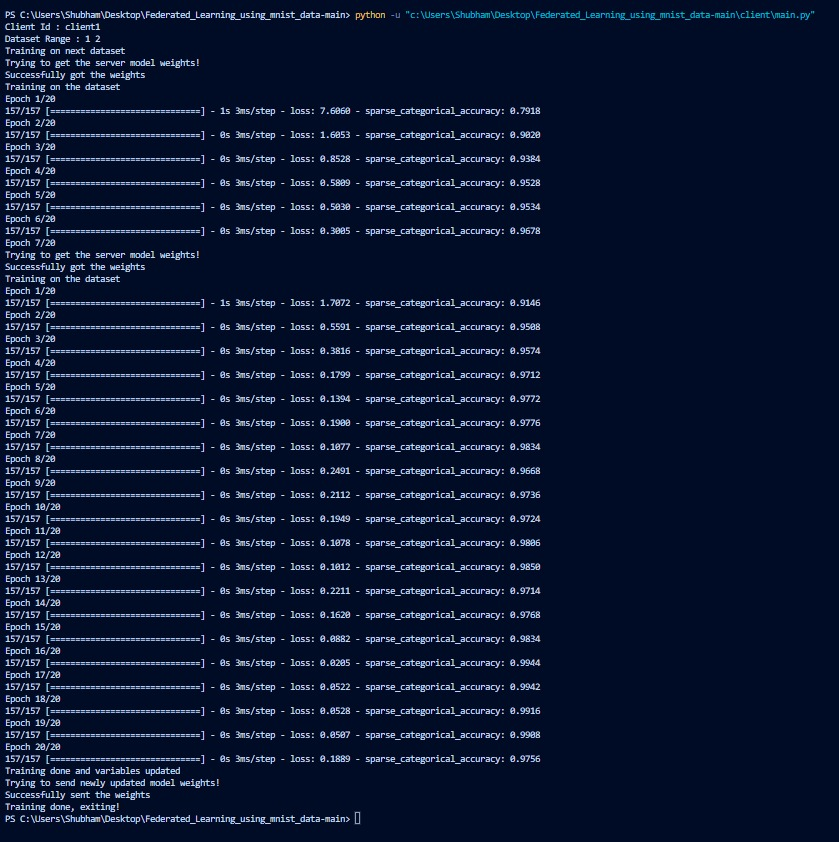 PS C:\Users\Shubham\Desktop\Federated_Learning_using_mnist_data-main> python -u "c:\Users\Shubham\Desktop\Federated_Learning_using_mnist_data-main\client\main.py"
Client Id : client1
Dataset Range : 1 2
Training on next dataset
Trying to get the server model weights!
Successfully got the weights
Training on the dataset
Epoch 1/20
157/157 [==============================] - 1s 3ms/step - loss: 7.6060 - sparse_categorical_accuracy: 0.7918
Epoch 2/20
157/157 [==============================] - 0s 3ms/step - loss: 1.6053 - sparse_categorical_accuracy: 0.9020
Epoch 3/20
157/157 [==============================] - 0s 3ms/step - loss: 0.8528 - sparse_categorical_accuracy: 0.9384
Epoch 4/20
157/157 [==============================] - 0s 3ms/step - loss: 0.5809 - sparse_categorical_accuracy: 0.9528
Epoch 5/20
157/157 [==============================] - 0s 3ms/step - loss: 0.5030 - sparse_categorical_accuracy: 0.9534
Epoch 6/20
157/157 [==============================] - 0s 3ms/step - loss: 0.3005 - sparse_categorical_accuracy: 0.9678
Epoch 7/20
Trying to get the server model weights!
Successfully got the weights
Training on the dataset
Epoch 1/20
157/157 [==============================] - 1s 3ms/step - loss: 1.7072 - sparse_categorical_accuracy: 0.9146
Epoch 2/20
157/157 [==============================] - 0s 3ms/step - loss: 0.5591 - sparse_categorical_accuracy: 0.9508
Epoch 3/20
157/157 [==============================] - 0s 3ms/step - loss: 0.3816 - sparse_categorical_accuracy: 0.9574
Epoch 4/20
157/157 [==============================] - 0s 3ms/step - loss: 0.1799 - sparse_categorical_accuracy: 0.9712
Epoch 5/20
157/157 [==============================] - 0s 3ms/step - loss: 0.1394 - sparse_categorical_accuracy: 0.9772
Epoch 6/20
157/157 [==============================] - 0s 3ms/step - loss: 0.1900 - sparse_categorical_accuracy: 0.9776
Epoch 7/20
157/157 [==============================] - 0s 3ms/step - loss: 0.1077 - sparse_categorical_accuracy: 0.9834
Epoch 8/20
157/157 [==============================] - 0s 3ms/step - loss: 0.2491 - sparse_categorical_accuracy: 0.9668
Epoch 9/20
157/157 [==============================] - 0s 3ms/step - loss: 0.2112 - sparse_categorical_accuracy: 0.9736
Epoch 10/20
157/157 [==============================] - 0s 3ms/step - loss: 0.1949 - sparse_categorical_accuracy: 0.9724
Epoch 11/20
157/157 [==============================] - 0s 3ms/step - loss: 0.1078 - sparse_categorical_accuracy: 0.9806
Epoch 12/20
157/157 [==============================] - 0s 3ms/step - loss: 0.1012 - sparse_categorical_accuracy: 0.9850
Epoch 13/20
157/157 [==============================] - 0s 3ms/step - loss: 0.2211 - sparse_categorical_accuracy: 0.9714
Epoch 14/20
157/157 [==============================] - 0s 3ms/step - loss: 0.1620 - sparse_categorical_accuracy: 0.9768
Epoch 15/20
157/157 [==============================] - 0s 3ms/step - loss: 0.0882 - sparse_categorical_accuracy: 0.9834
Epoch 16/20
157/157 [==============================] - 0s 3ms/step - loss: 0.0205 - sparse_categorical_accuracy: 0.9944
Epoch 17/20
157/157 [==============================] - 0s 3ms/step - loss: 0.0522 - sparse_categorical_accuracy: 0.9942
Epoch 18/20
157/157 [==============================] - 0s 3ms/step - loss: 0.0528 - sparse_categorical_accuracy: 0.9916
Epoch 19/20
157/157 [==============================] - 0s 3ms/step - loss: 0.0507 - sparse_categorical_accuracy: 0.9908
Epoch 20/20
157/157 [==============================] - 0s 3ms/step - loss: 0.1889 - sparse_categorical_accuracy: 0.9756
Training done and variables updated
Trying to send newly updated model weights!
Successfully sent the weights
Training done, exiting!
PS C:\Users\Shubham\Desktop\Federated_Learning_using_mnist_data-main>